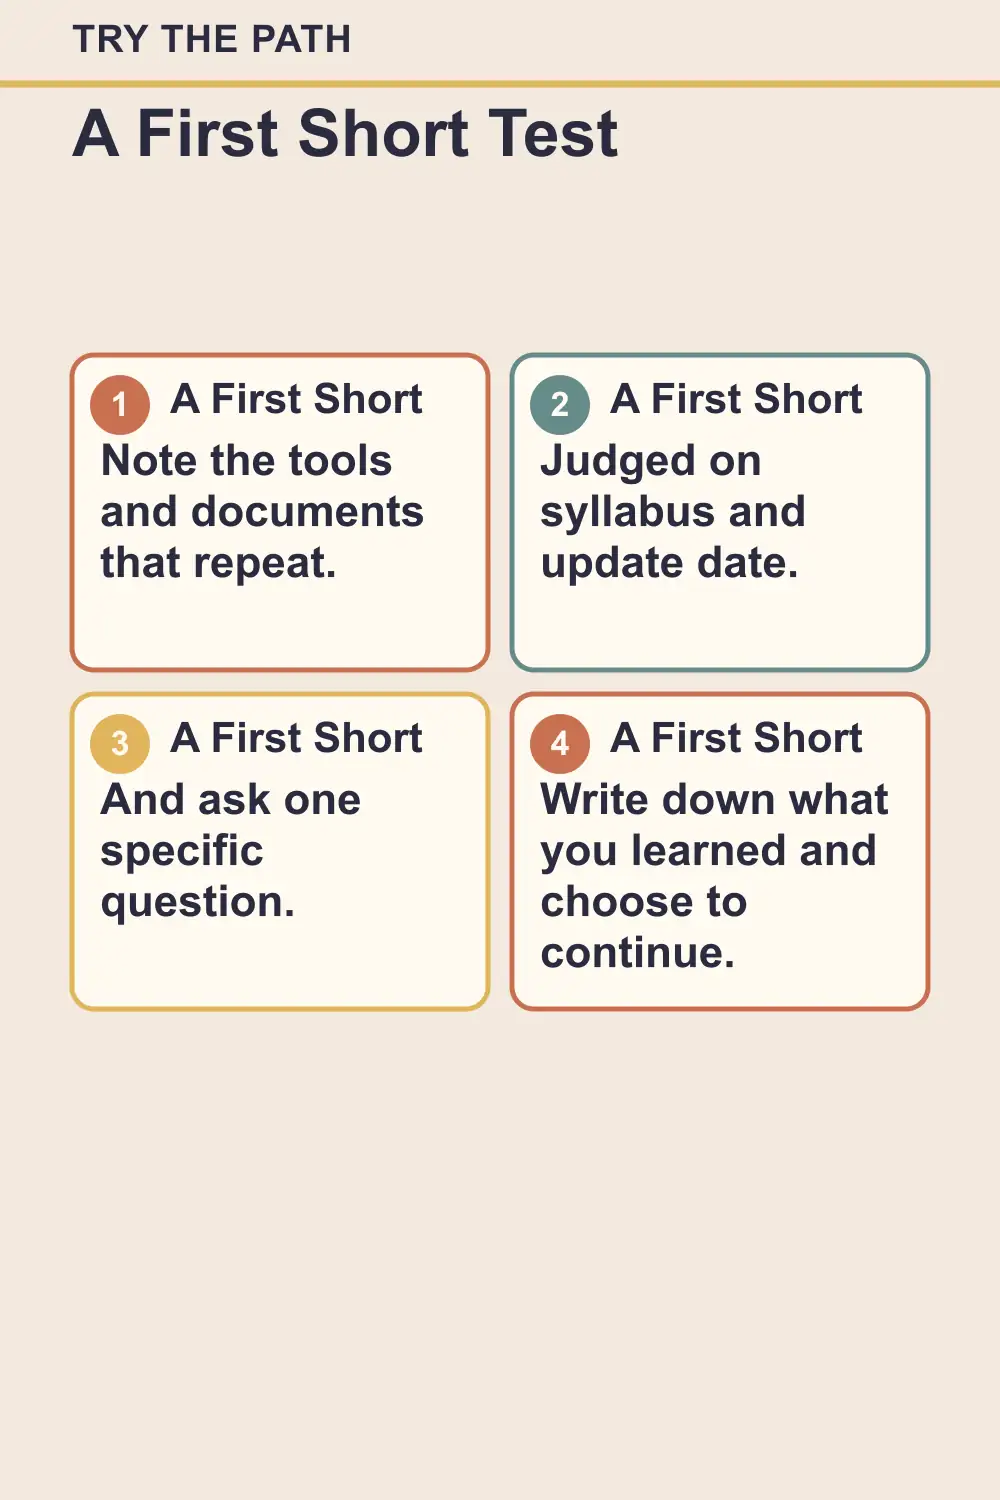 TRY THE PATH
A First Short Test
1 A First Short
Note the tools
and documents
that repeat.
2 A First Short
Judged on
syllabus and
update date.
3 A First Short
And ask one
specific
question.
4 A First Short
Write down what
you learned and
choose to
continue.